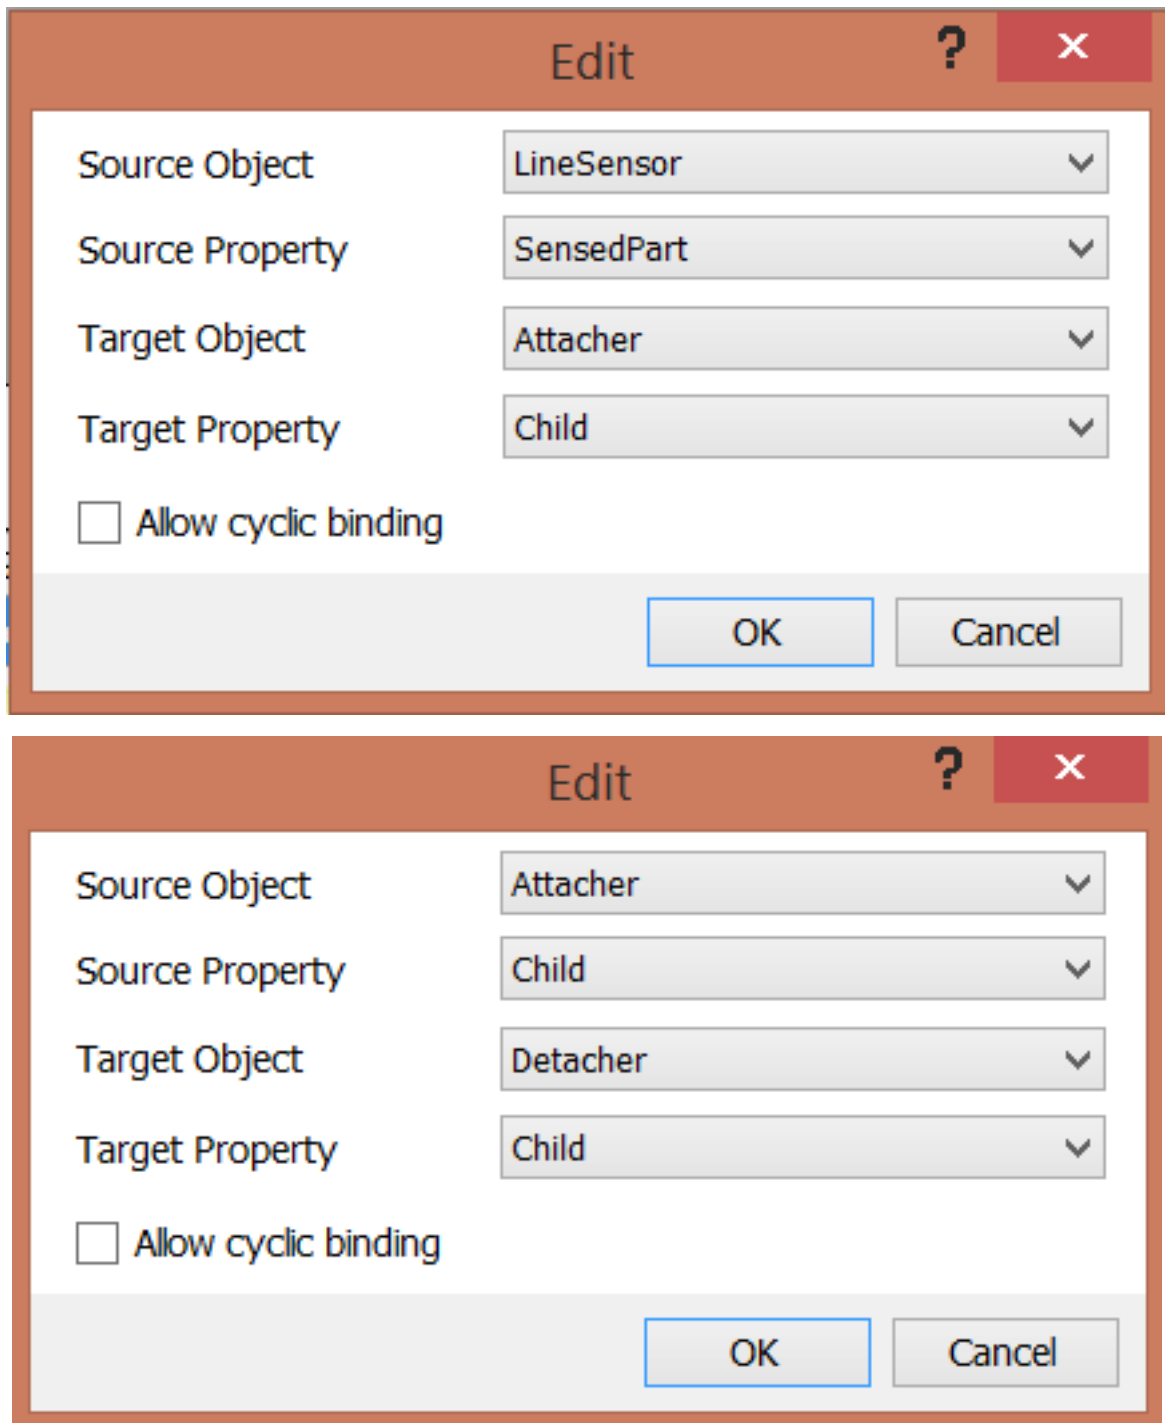 Edit ? x
Source Object LineSensor
Source Property SensedPart
Target Object Attacher
Target Property Child
Allow cyclic binding
OK Cancel
Edit ? x
Source Object Attacher
Source Property Child
Target Object Detacher
Target Property Child
Allow cyclic binding
OK Cancel